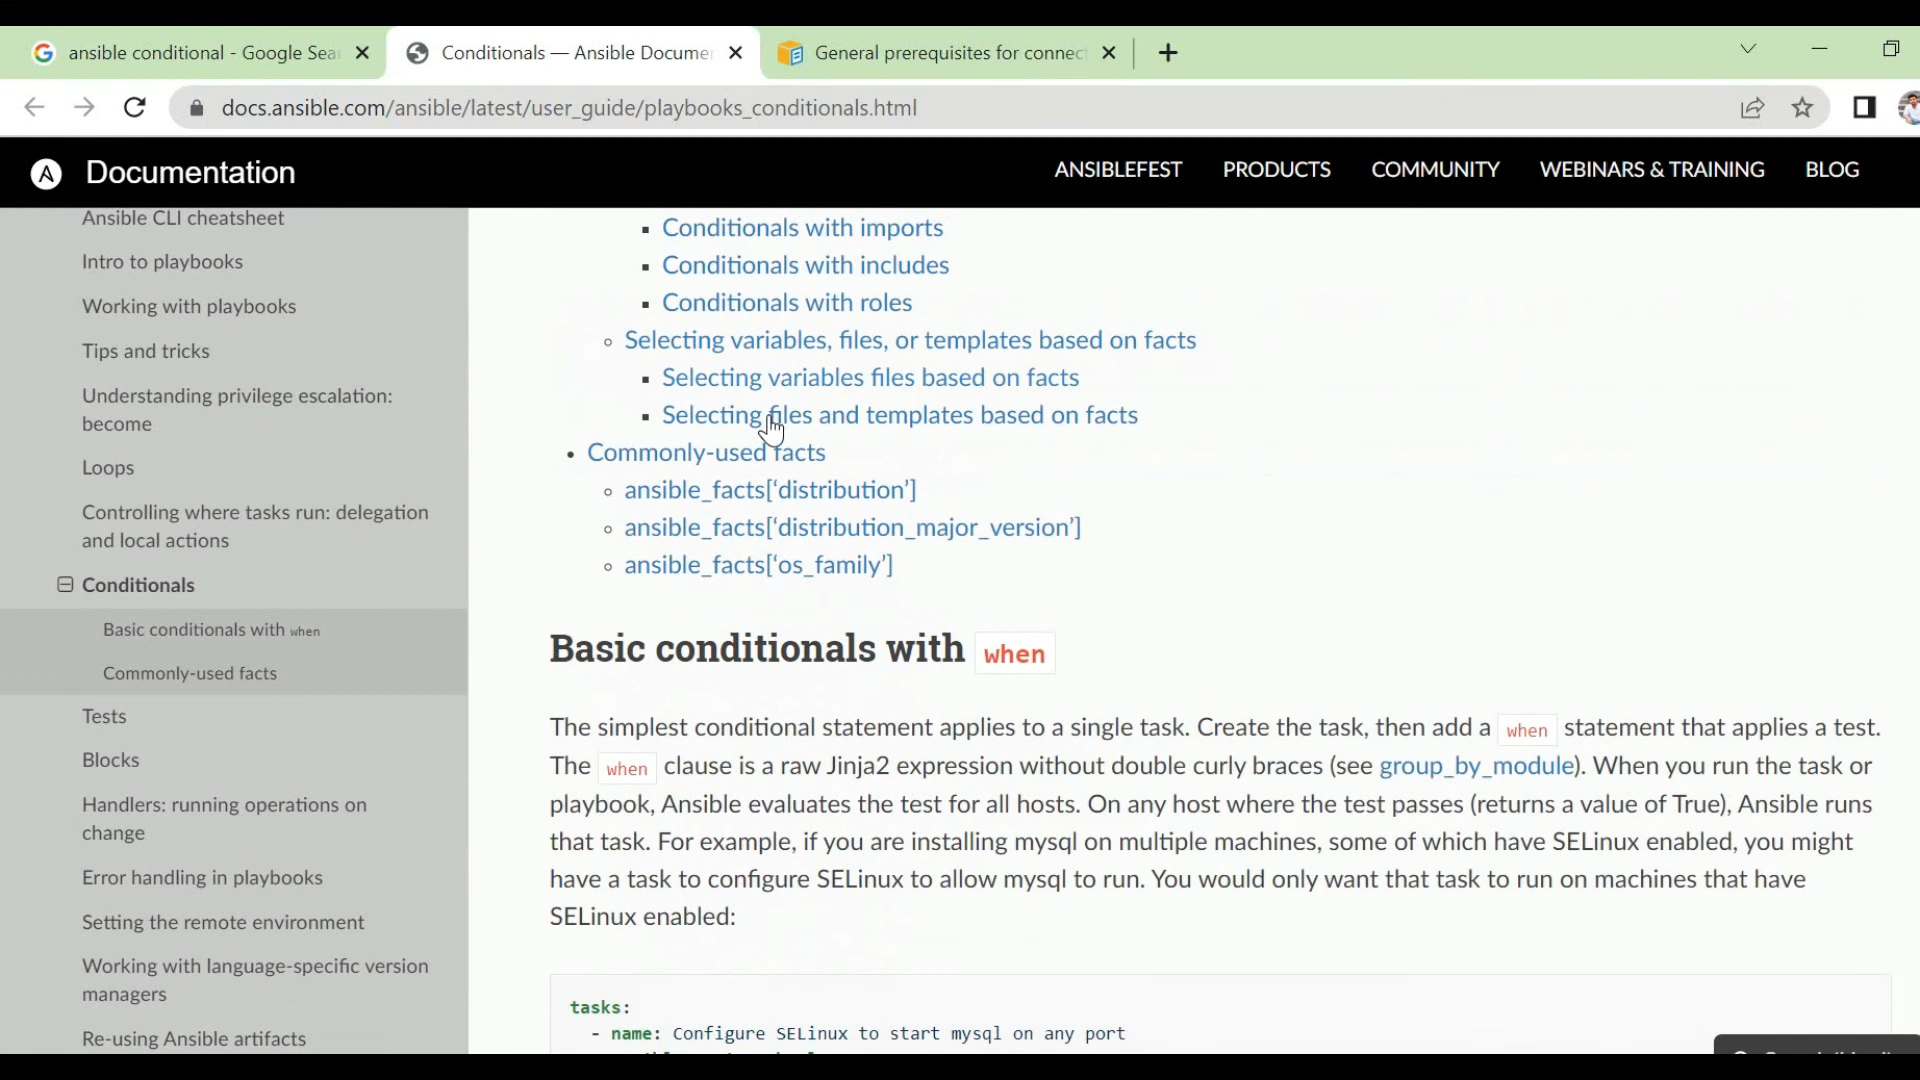 ansible conditional - Google Sea
Conditionals — Ansible Documen
General prerequisites for connect
docs.ansible.com/ansible/latest/user_guide/playbooks_conditionals.html
Documentation
ANSIBLEFEST PRODUCTS COMMUNITY WEBINARS & TRAINING BLOG
Ansible CLI cheatsheet
Intro to playbooks
Working with playbooks
Tips and tricks
Understanding privilege escalation:
become
Loops
Controlling where tasks run: delegation
and local actions
Conditionals
Basic conditionals with when
Commonly-used facts
Tests
Blocks
Handlers: running operations on
change
Error handling in playbooks
Setting the remote environment
Working with language-specific version
managers
Re-using Ansible artifacts
Conditionals with imports
Conditionals with includes
Conditionals with roles
Selecting variables, files, or templates based on facts
Selecting variables files based on facts
Selecting files and templates based on facts
Commonly-used facts
ansible_facts[‘distribution’]
ansible_facts[‘distribution_major_version’]
ansible_facts[‘os_family’]
Basic conditionals with when
The simplest conditional statement applies to a single task. Create the task, then add a when statement that applies a test.
The when clause is a raw Jinja2 expression without double curly braces (see group_by_module). When you run the task or
playbook, Ansible evaluates the test for all hosts. On any host where the test passes (returns a value of True), Ansible runs
that task. For example, if you are installing mysql on multiple machines, some of which have SELinux enabled, you might
have a task to configure SELinux to allow mysql to run. You would only want that task to run on machines that have
SELinux enabled:
tasks:
- name: Configure SELinux to start mysql on any port